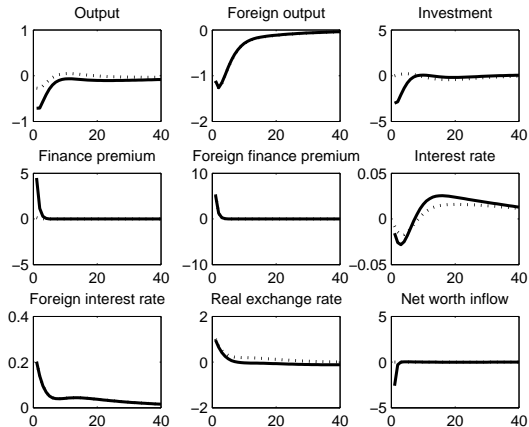 Output
Foreign output
Investment
1
0
−1
0 20 40
0
−1
−2
0 20 40
5
0
−5
0 20 40
Finance premium
Foreign finance premium
Interest rate
5
0
−5
0 20 40
10
0
−10
0 20 40
0.05
0
−0.05
0 20 40
Foreign interest rate
Real exchange rate
Net worth inflow
0.4
0.2
0
0 20 40
2
0
−2
0 20 40
5
0
−5
0 20 40